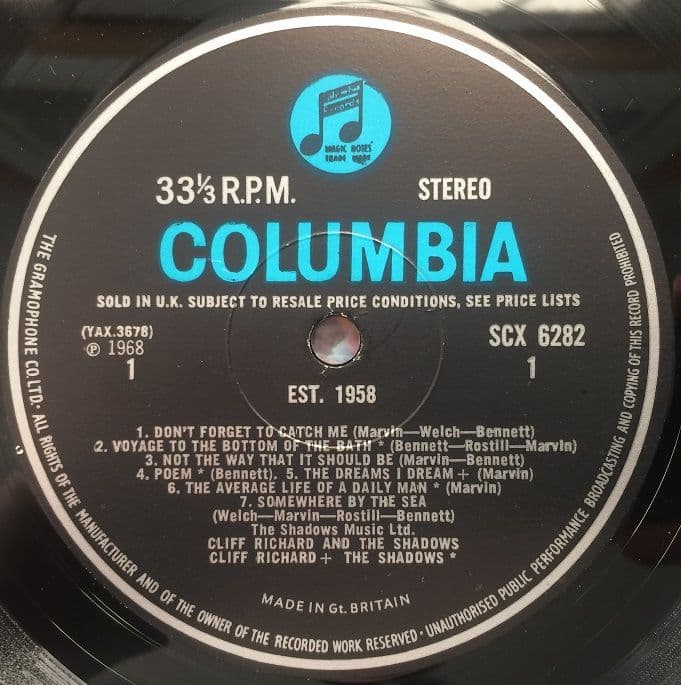 Columbia
Records
MAGIC NOTES
TRADE MARK
33⅓ R.P.M.
STEREO
COLUMBIA
SOLD IN U.K. SUBJECT TO RESALE PRICE CONDITIONS, SEE PRICE LISTS
(YAX.3678)
℗ 1968
1
SCX 6282
1
EST. 1958
1. DON'T FORGET TO CATCH ME (Marvin—Welch—Bennett)
2. VOYAGE TO THE BOTTOM OF THE BATH * (Bennett—Rostill—Marvin)
3. NOT THE WAY THAT IT SHOULD BE (Marvin—Bennett)
4. POEM * (Bennett). 5. THE DREAMS I DREAM + (Marvin)
6. THE AVERAGE LIFE OF A DAILY MAN * (Marvin)
7. SOMEWHERE BY THE SEA
(Welch—Marvin—Rostill—Bennett)
The Shadows Music Ltd.
CLIFF RICHARD AND THE SHADOWS
CLIFF RICHARD + THE SHADOWS *
MADE IN Gt. BRITAIN
THE GRAMOPHONE CO. LTD. · ALL RIGHTS OF THE MANUFACTURER AND OF THE OWNER OF THE RECORDED WORK RESERVED · UNAUTHORISED PUBLIC PERFORMANCE BROADCASTING AND COPYING OF THIS RECORD PROHIBITED